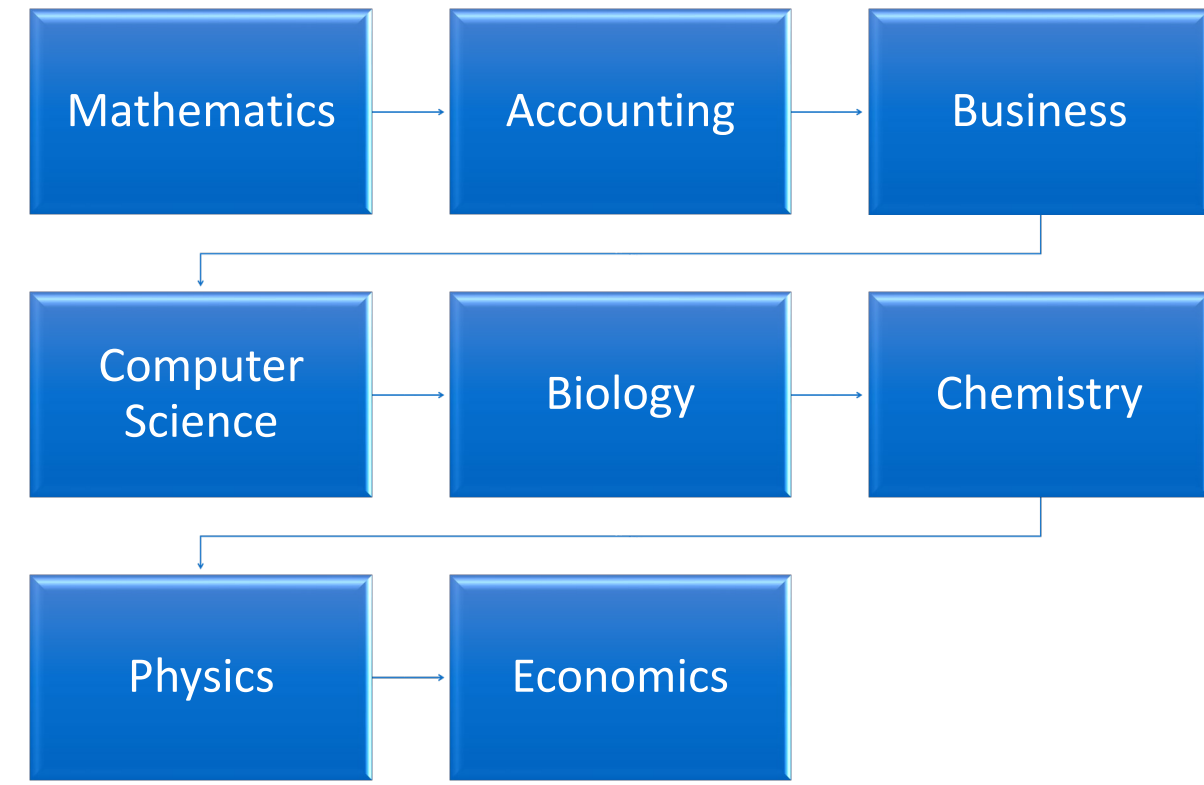 Mathematics
Accounting
Business
Computer
Science
Biology
Chemistry
Physics
Economics